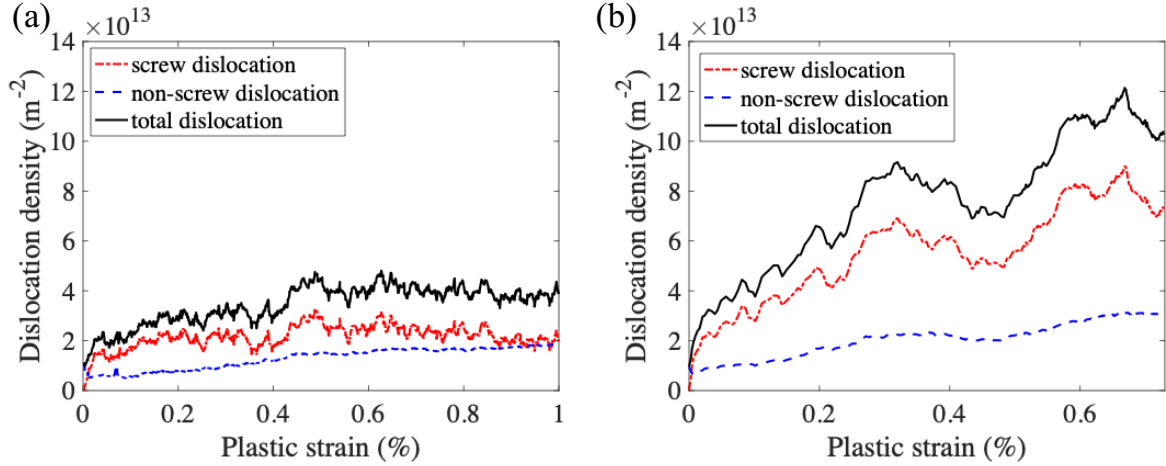 (a)
×10^13
14
12
10
8
6
4
2
0
Dislocation density (m^-2)
screw dislocation
non-screw dislocation
total dislocation
0 0.2 0.4 0.6 0.8 1
Plastic strain (%)
(b)
×10^13
14
12
10
8
6
4
2
0
Dislocation density (m^-2)
screw dislocation
non-screw dislocation
total dislocation
0 0.2 0.4 0.6
Plastic strain (%)